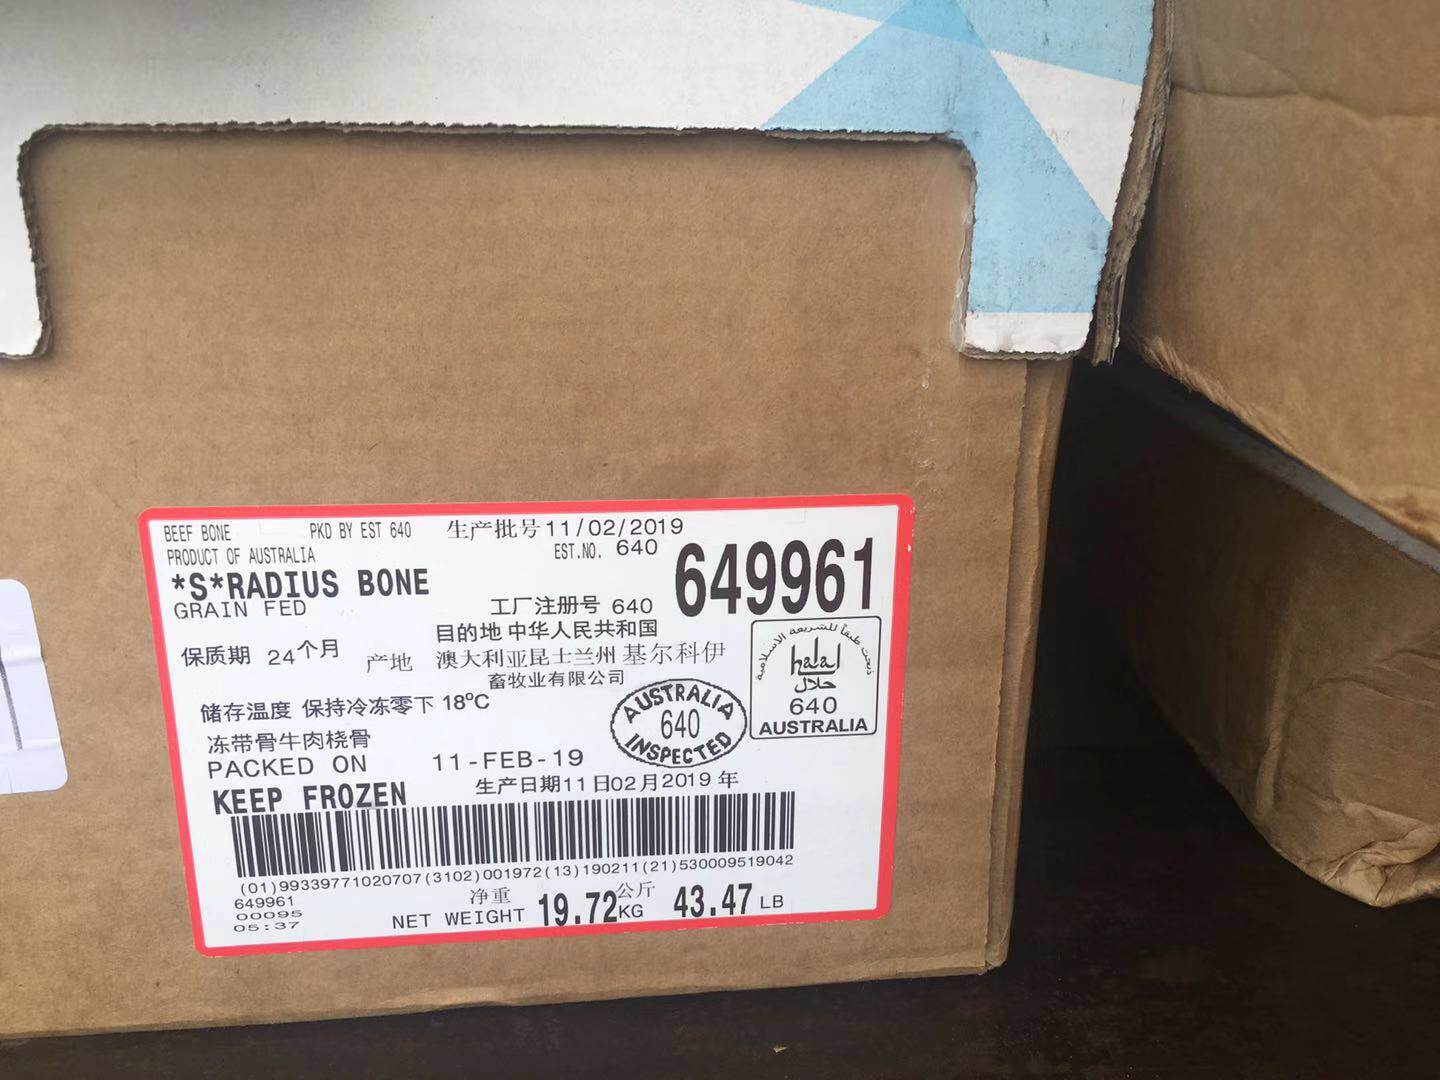 BEEF BONE PKD BY EST 640 生产批号 11/02/2019
PRODUCT OF AUSTRALIA EST.NO. 640
*S*RADIUS BONE 649961
GRAIN FED 工厂注册号 640
目的地 中华人民共和国
保质期 24个月 产地 澳大利亚昆士兰州 基尔科伊
畜牧业有限公司
储存温度 保持冷冻零下 18°C
冻带骨牛肉桡骨
PACKED ON 11-FEB-19
生产日期11日02月2019年
KEEP FROZEN
AUSTRALIA
640
INSPECTED
ذبحت طبقاً للشريعة الإسلامية
halal
حلال
640
AUSTRALIA
(01)99339771020707(3102)001972(13)190211(21)530009519042
649961
00095
05:37
净重 公斤
NET WEIGHT 19.72KG 43.47 LB